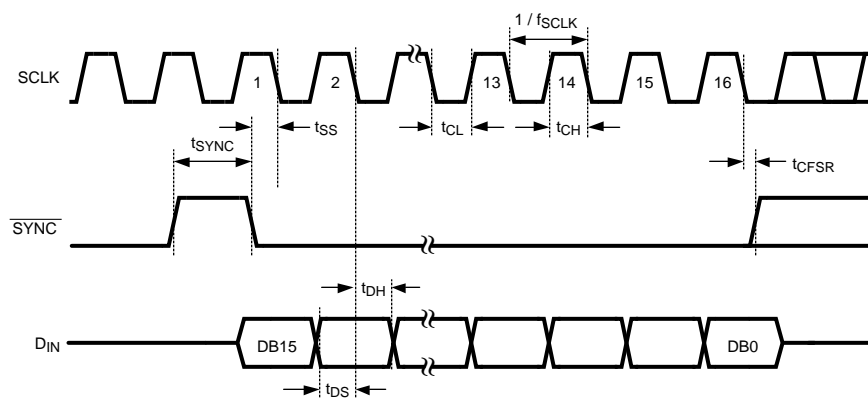 1 / fSCLK
SCLK
1 2 13 14 15 16
tSS tCL tCH
tSYNC
tCFSR
SYNC
tDH
DIN
DB15 DB0
tDS